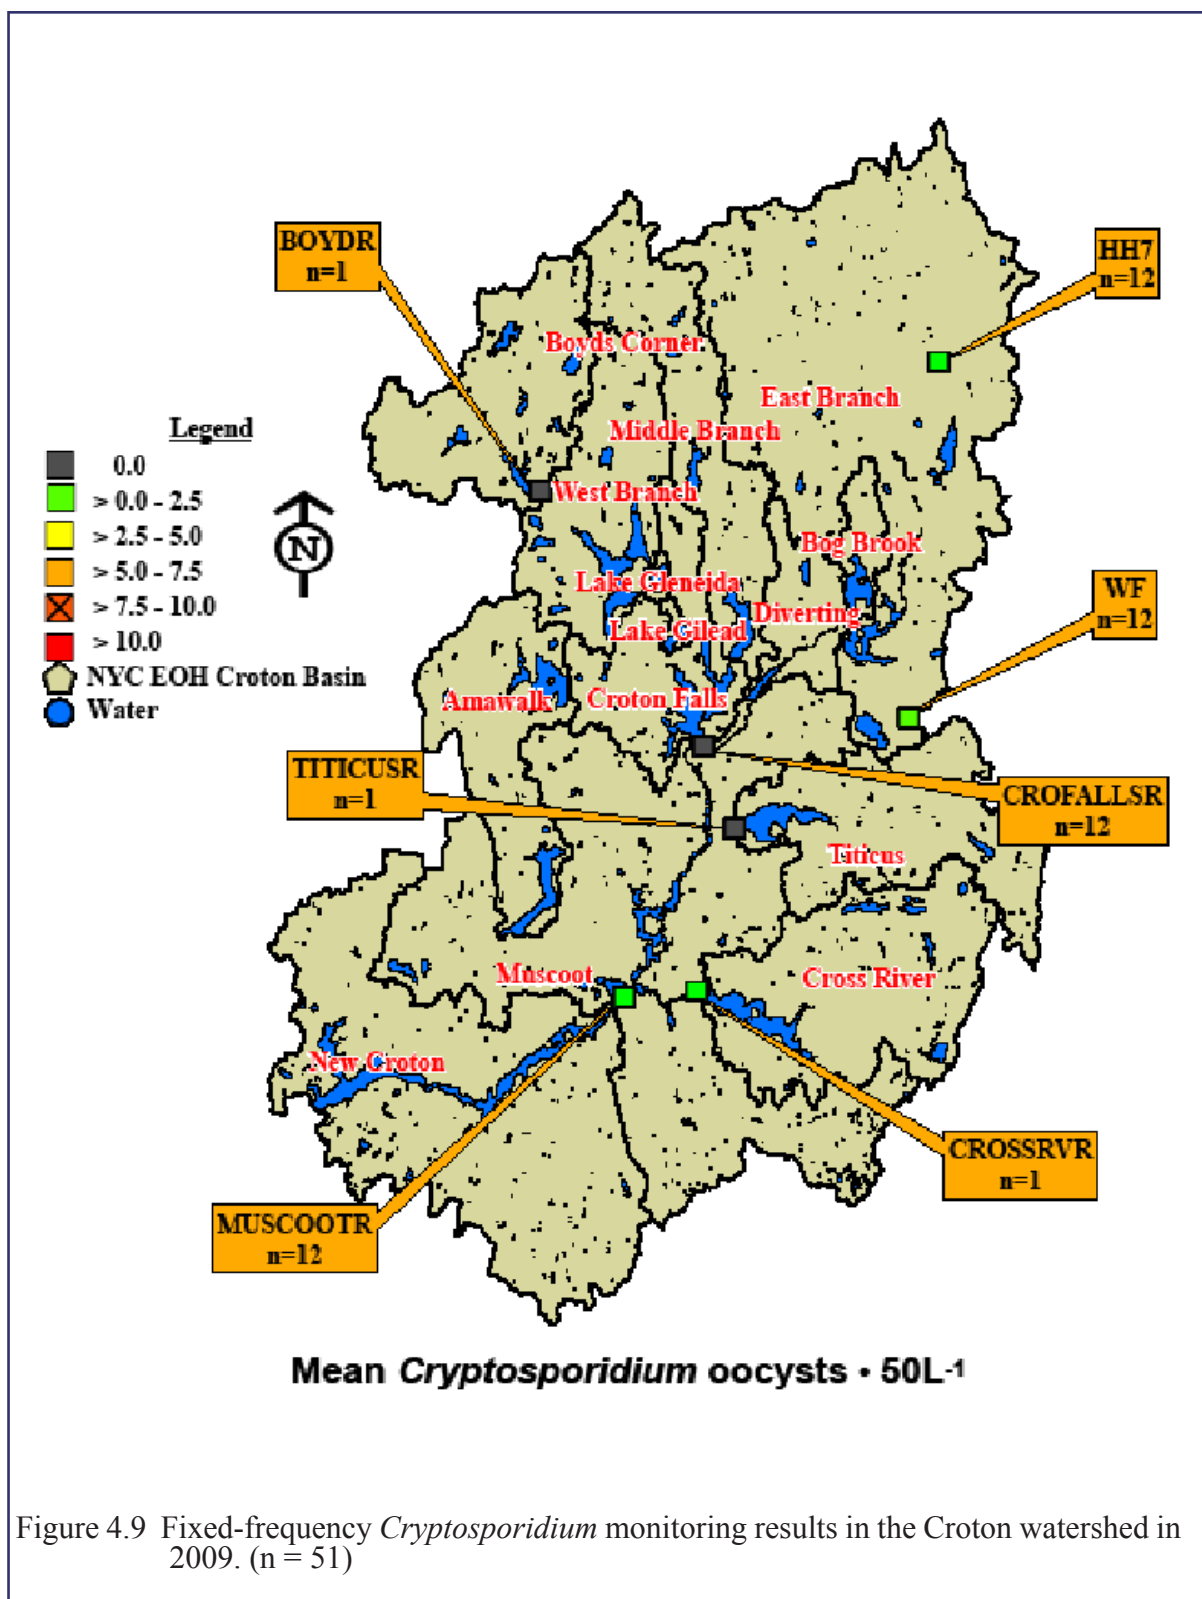 BOYDR
n=1
HH7
n=12
Boyds Corner
East Branch
Middle Branch
Legend
0.0
> 0.0 - 2.5
> 2.5 - 5.0
> 5.0 - 7.5
> 7.5 - 10.0
> 10.0
NYC EOH Croton Basin
Water
N
West Branch
Bog Brook
Lake Gleneida
WF
n=12
Diverting
Lake Gilead
Amawalk
Croton Falls
TITICUSR
n=1
CROFALLSR
n=12
Titicus
Muscoot
Cross River
New Croton
CROSSRVR
n=1
MUSCOOTR
n=12
Mean Cryptosporidium oocysts • 50L-1
Figure 4.9 Fixed-frequency Cryptosporidium monitoring results in the Croton watershed in
2009. (n = 51)